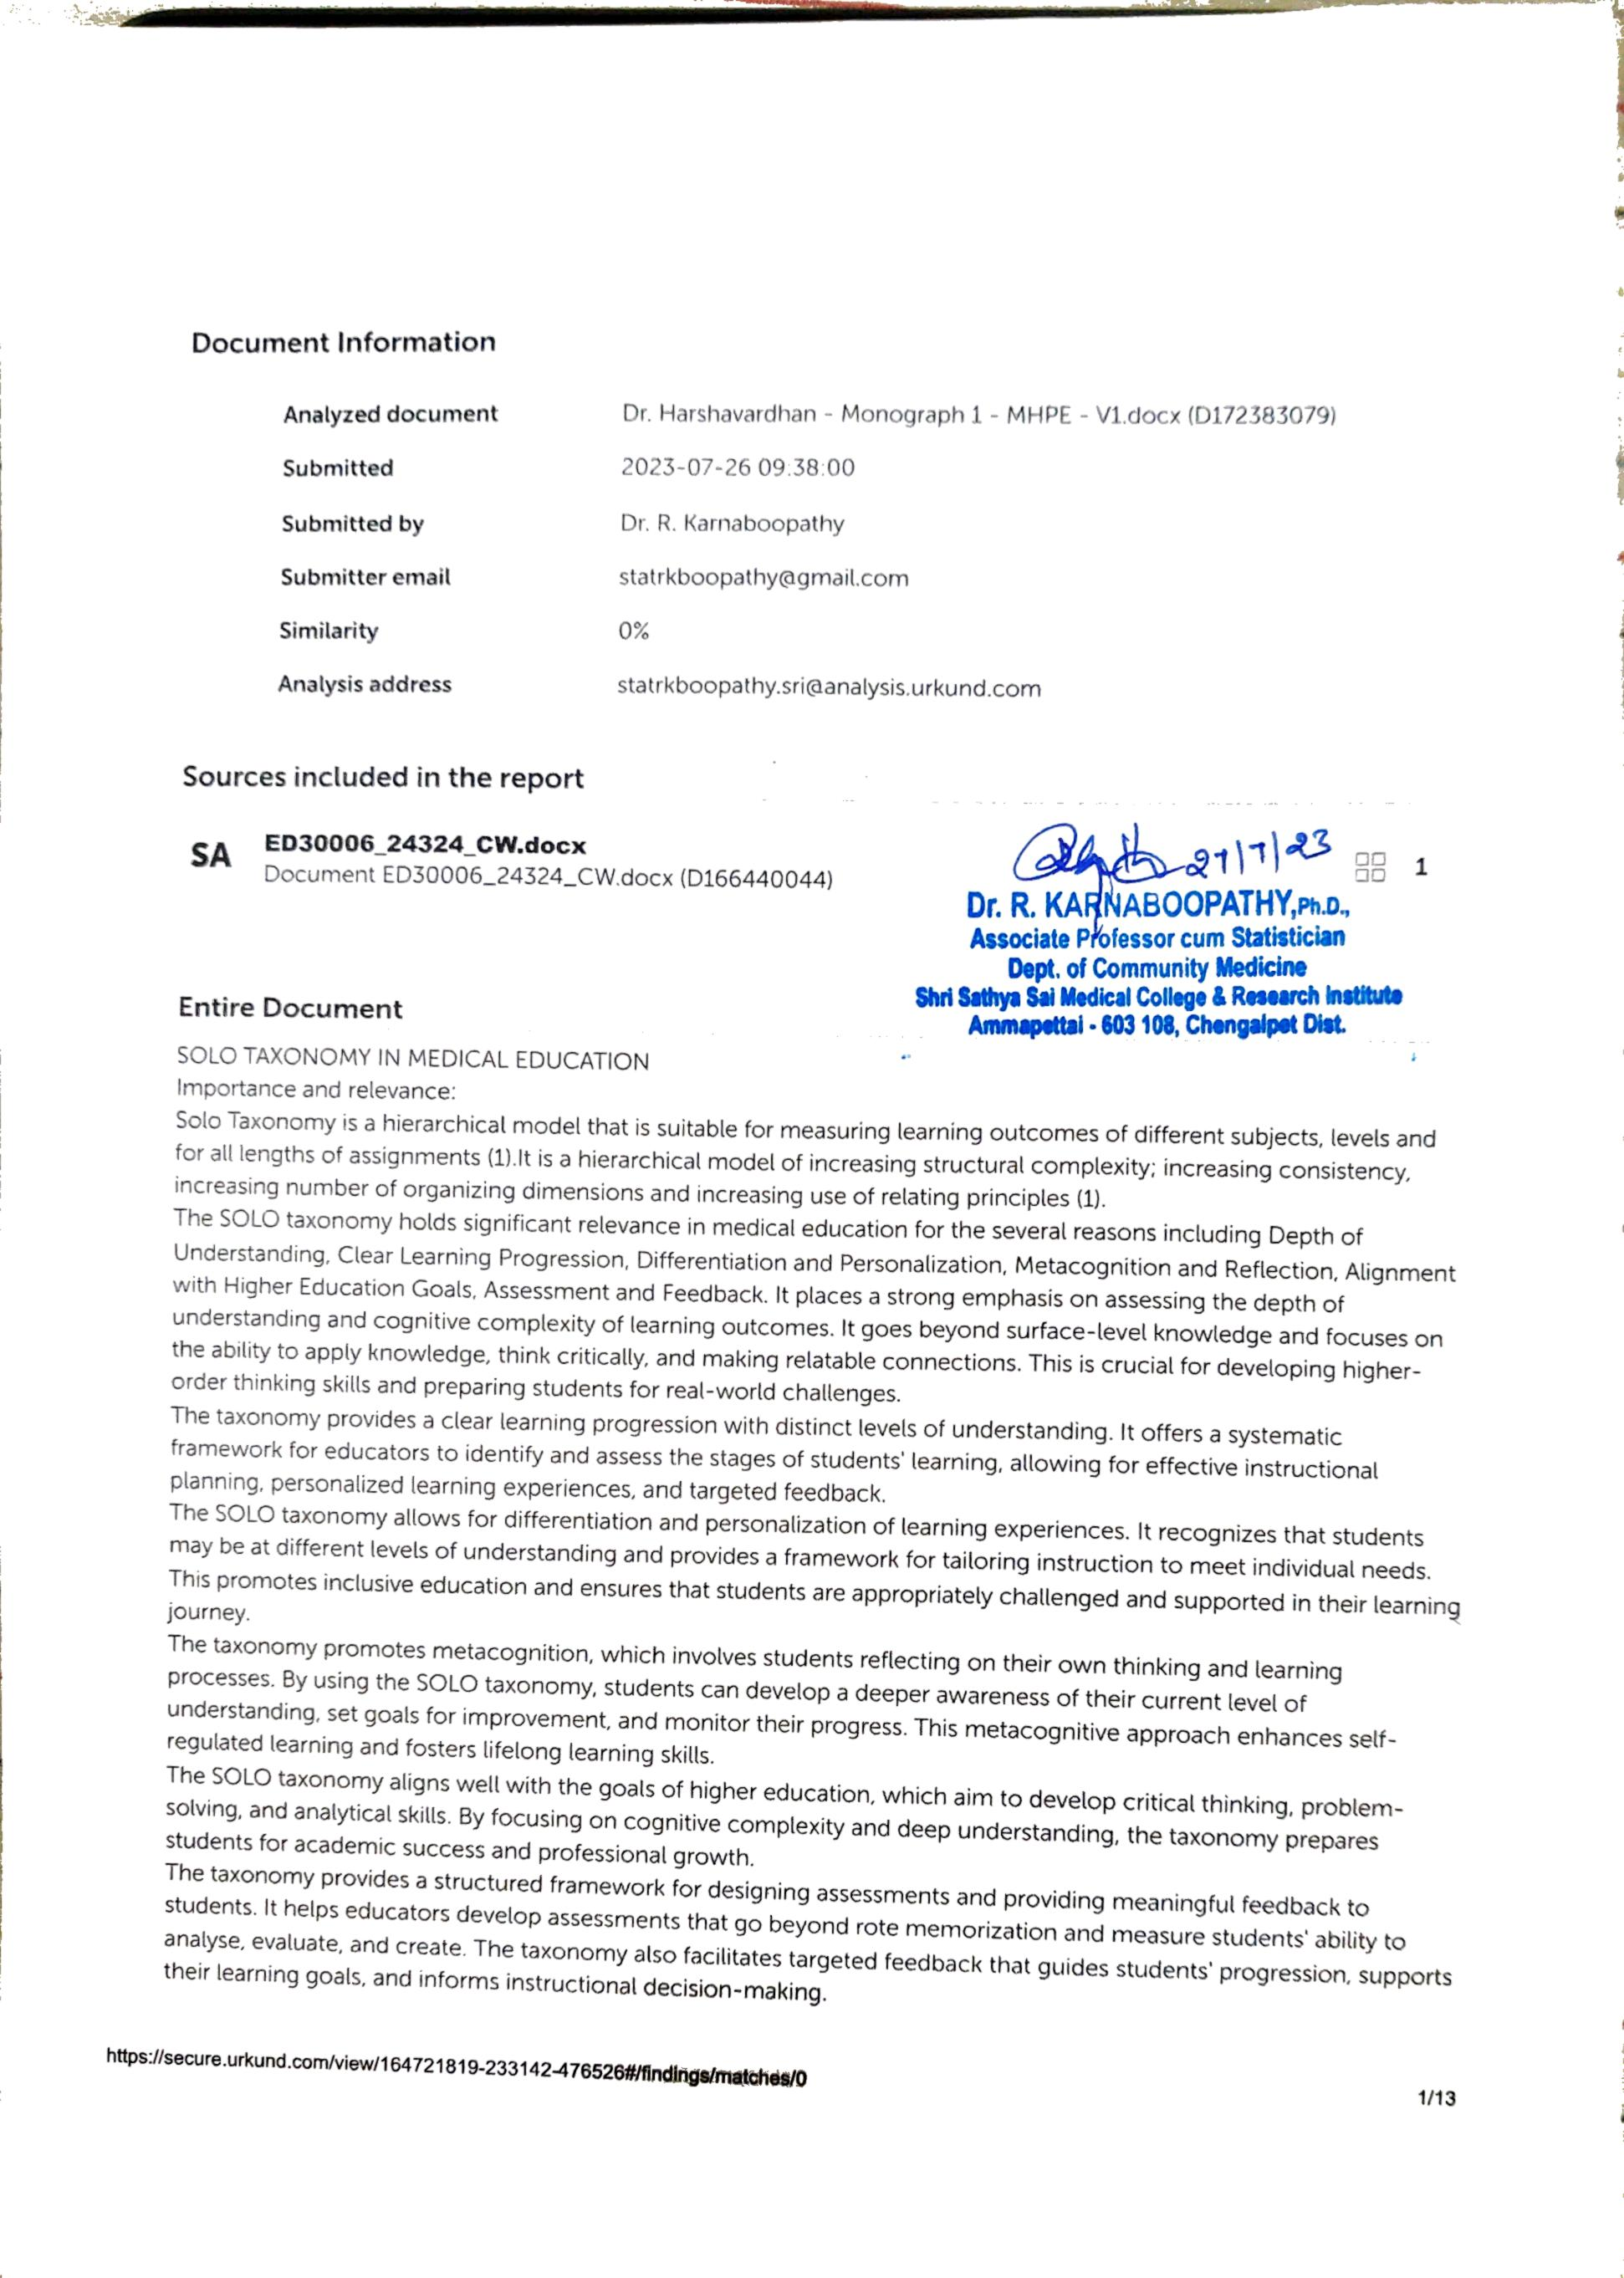 Document Information
Analyzed document Dr. Harshavardhan - Monograph 1 - MHPE - V1.docx (D172383079)
Submitted 2023-07-26 09:38:00
Submitted by Dr. R. Karnaboopathy
Submitter email statrkboopathy@gmail.com
Similarity 0%
Analysis address statrkboopathy.sri@analysis.urkund.com
Sources included in the report
SA ED30006_24324_CW.docx
Document ED30006_24324_CW.docx (D166440044)
27/7/23
1
Dr. R. KARNABOOPATHY,Ph.D.,
Associate Professor cum Statistician
Dept. of Community Medicine
Shri Sathya Sai Medical College & Research Institute
Ammapettai - 603 108, Chengalpet Dist.
Entire Document
SOLO TAXONOMY IN MEDICAL EDUCATION
Importance and relevance:
Solo Taxonomy is a hierarchical model that is suitable for measuring learning outcomes of different subjects, levels and
for all lengths of assignments (1).It is a hierarchical model of increasing structural complexity; increasing consistency,
increasing number of organizing dimensions and increasing use of relating principles (1).
The SOLO taxonomy holds significant relevance in medical education for the several reasons including Depth of
Understanding, Clear Learning Progression, Differentiation and Personalization, Metacognition and Reflection, Alignment
with Higher Education Goals, Assessment and Feedback. It places a strong emphasis on assessing the depth of
understanding and cognitive complexity of learning outcomes. It goes beyond surface-level knowledge and focuses on
the ability to apply knowledge, think critically, and making relatable connections. This is crucial for developing higher-
order thinking skills and preparing students for real-world challenges.
The taxonomy provides a clear learning progression with distinct levels of understanding. It offers a systematic
framework for educators to identify and assess the stages of students' learning, allowing for effective instructional
planning, personalized learning experiences, and targeted feedback.
The SOLO taxonomy allows for differentiation and personalization of learning experiences. It recognizes that students
may be at different levels of understanding and provides a framework for tailoring instruction to meet individual needs.
This promotes inclusive education and ensures that students are appropriately challenged and supported in their learning
journey.
The taxonomy promotes metacognition, which involves students reflecting on their own thinking and learning
processes. By using the SOLO taxonomy, students can develop a deeper awareness of their current level of
understanding, set goals for improvement, and monitor their progress. This metacognitive approach enhances self-
regulated learning and fosters lifelong learning skills.
The SOLO taxonomy aligns well with the goals of higher education, which aim to develop critical thinking, problem-
solving, and analytical skills. By focusing on cognitive complexity and deep understanding, the taxonomy prepares
students for academic success and professional growth.
The taxonomy provides a structured framework for designing assessments and providing meaningful feedback to
students. It helps educators develop assessments that go beyond rote memorization and measure students' ability to
analyse, evaluate, and create. The taxonomy also facilitates targeted feedback that guides students' progression, supports
their learning goals, and informs instructional decision-making.
https://secure.urkund.com/view/164721819-233142-476526#/findings/matches/0
1/13